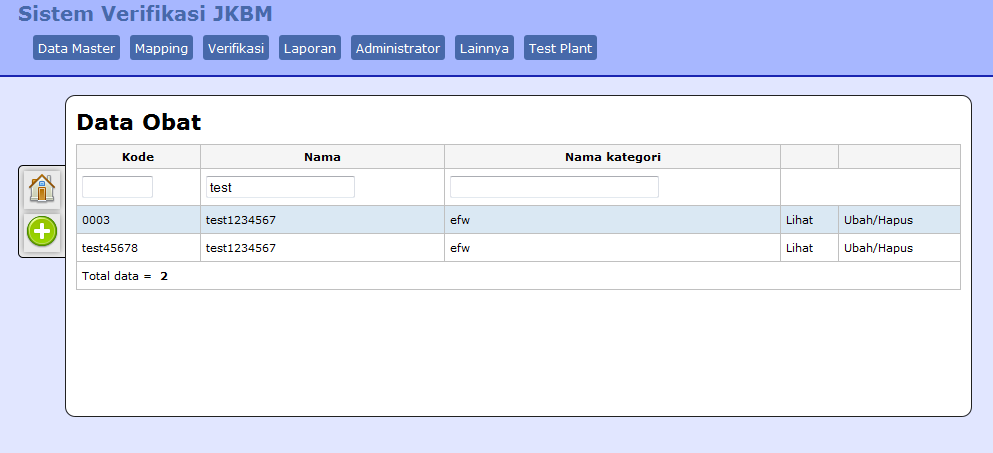 Sistem Verifikasi JKBM
Data Master Mapping Verifikasi Laporan Administrator Lainnya Test Plant
Data Obat
Kode Nama Nama kategori
test
0003 test1234567 efw Lihat Ubah/Hapus
test45678 test1234567 efw Lihat Ubah/Hapus
Total data = 2